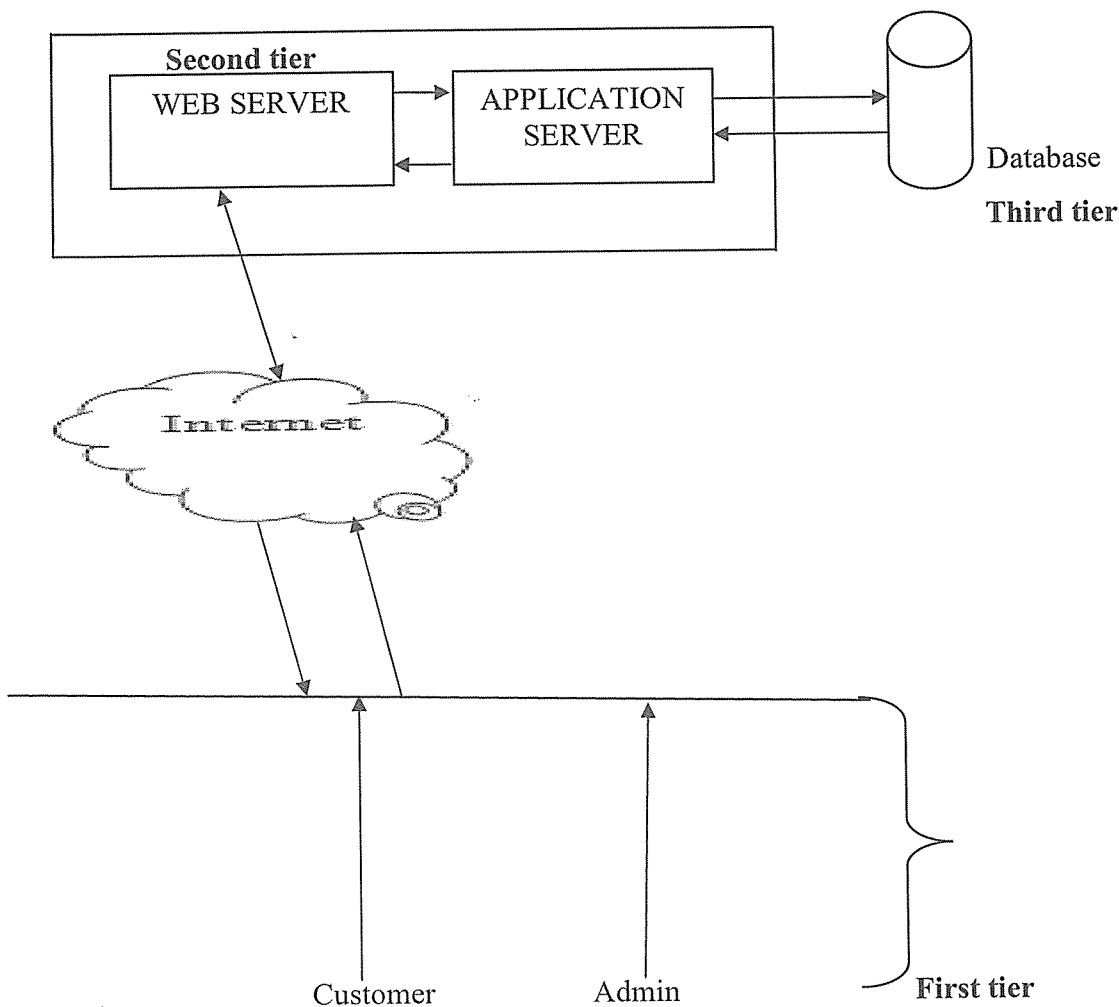 Second tier
WEB SERVER
APPLICATION
SERVER
Database
Third tier
Internet
Customer
Admin
First tier